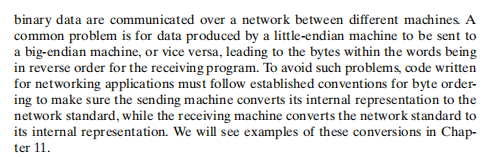 binary data are communicated over a network between different machines. A
common problem is for data produced by a little-endian machine to be sent to
a big-endian machine, or vice versa, leading to the bytes within the words being
in reverse order for the receiving program. To avoid such problems, code written
for networking applications must follow established conventions for byte order-
ing to make sure the sending machine converts its internal representation to the
network standard, while the receiving machine converts the network standard to
its internal representation. We will see examples of these conversions in Chap-
ter 11.